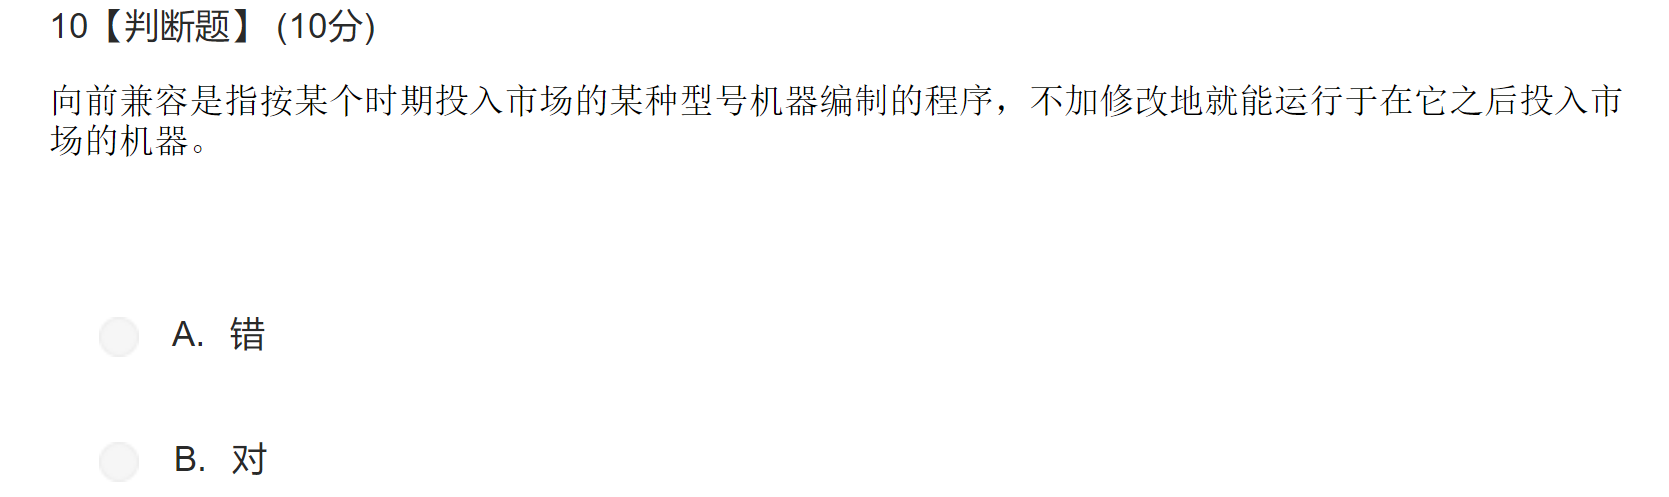 10【判断题】 (10分)
向前兼容是指按某个时期投入市场的某种型号机器编制的程序，不加修改地就能运行于在它之后投入市
场的机器。
A. 错
B. 对